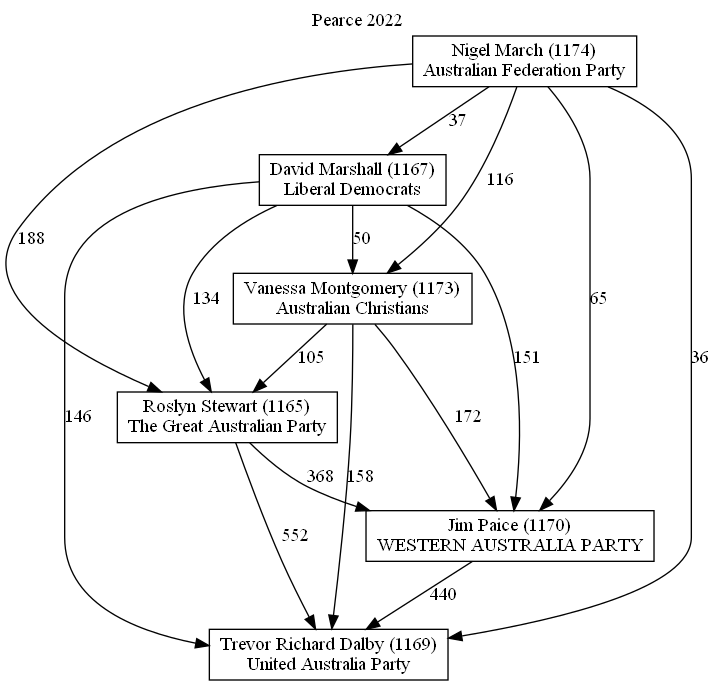 Pearce 2022
Nigel March (1174)
Australian Federation Party
37
David Marshall (1167)
Liberal Democrats
116
188
50
Vanessa Montgomery (1173)
Australian Christians
134
65
105
151
36
Roslyn Stewart (1165)
The Great Australian Party
146
172
368
158
Jim Paice (1170)
WESTERN AUSTRALIA PARTY
552
440
Trevor Richard Dalby (1169)
United Australia Party